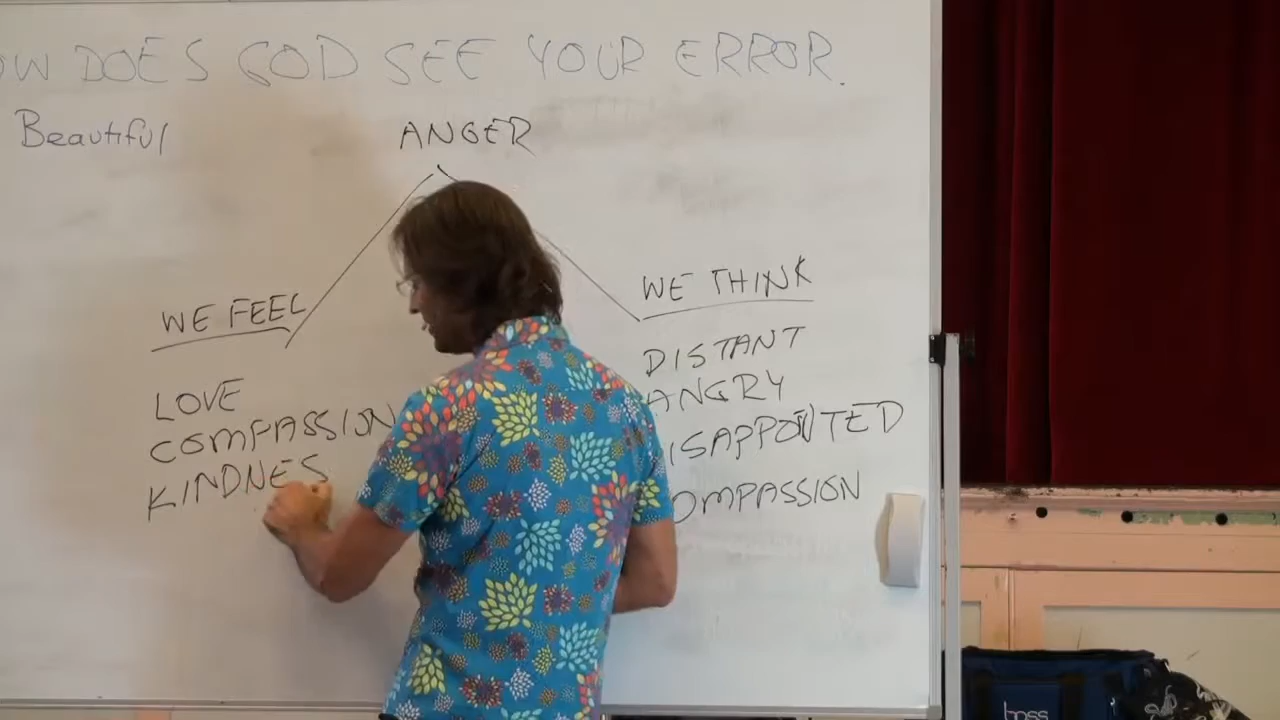 OW DOES GOD SEE YOUR ERROR.
Beautiful
ANGER
WE FEEL
LOVE
COMPASSION
KINDNES
WE THINK
DISTANT
ANGRY
ISAPPOINTED
OMPASSION
boss